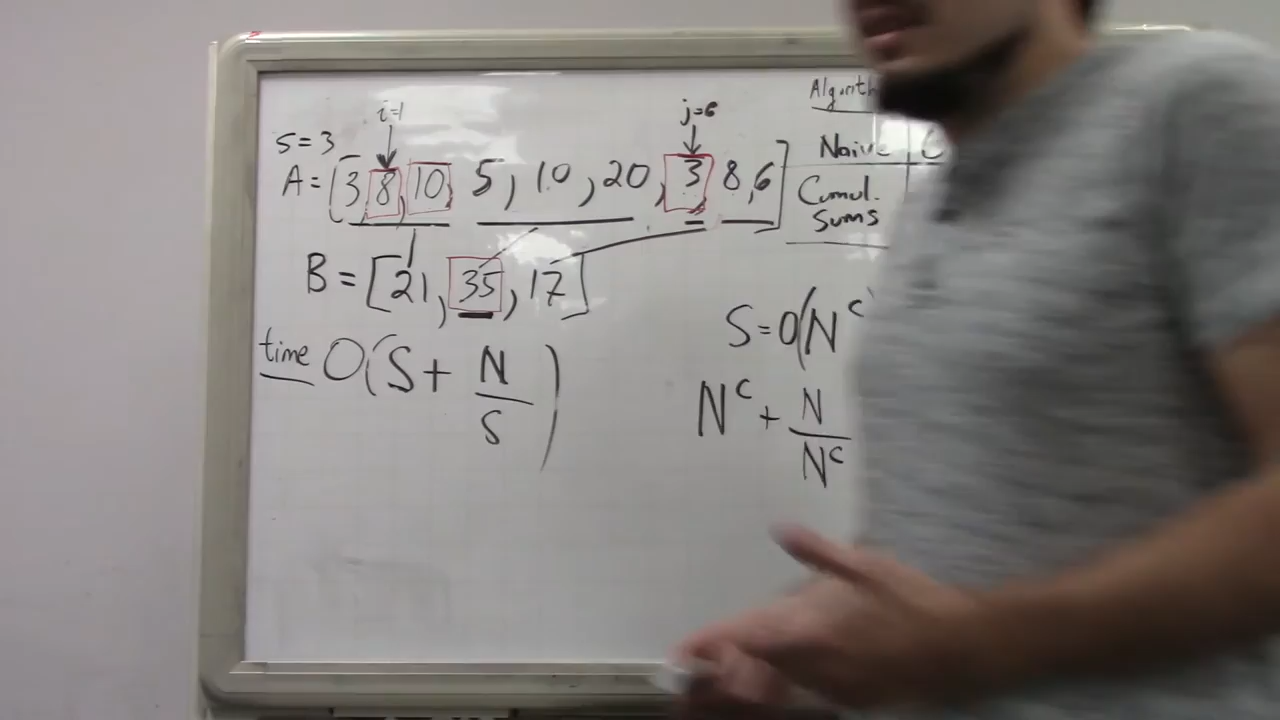 i=1
j=6
S=3
A=[3,8,10, 5, 10, 20, 3 8,6]
B=[21, 35, 17]
time O(S+ N/S)
Naive
Cumul.
Sums
S=O(N^c
N^c + N/N^c